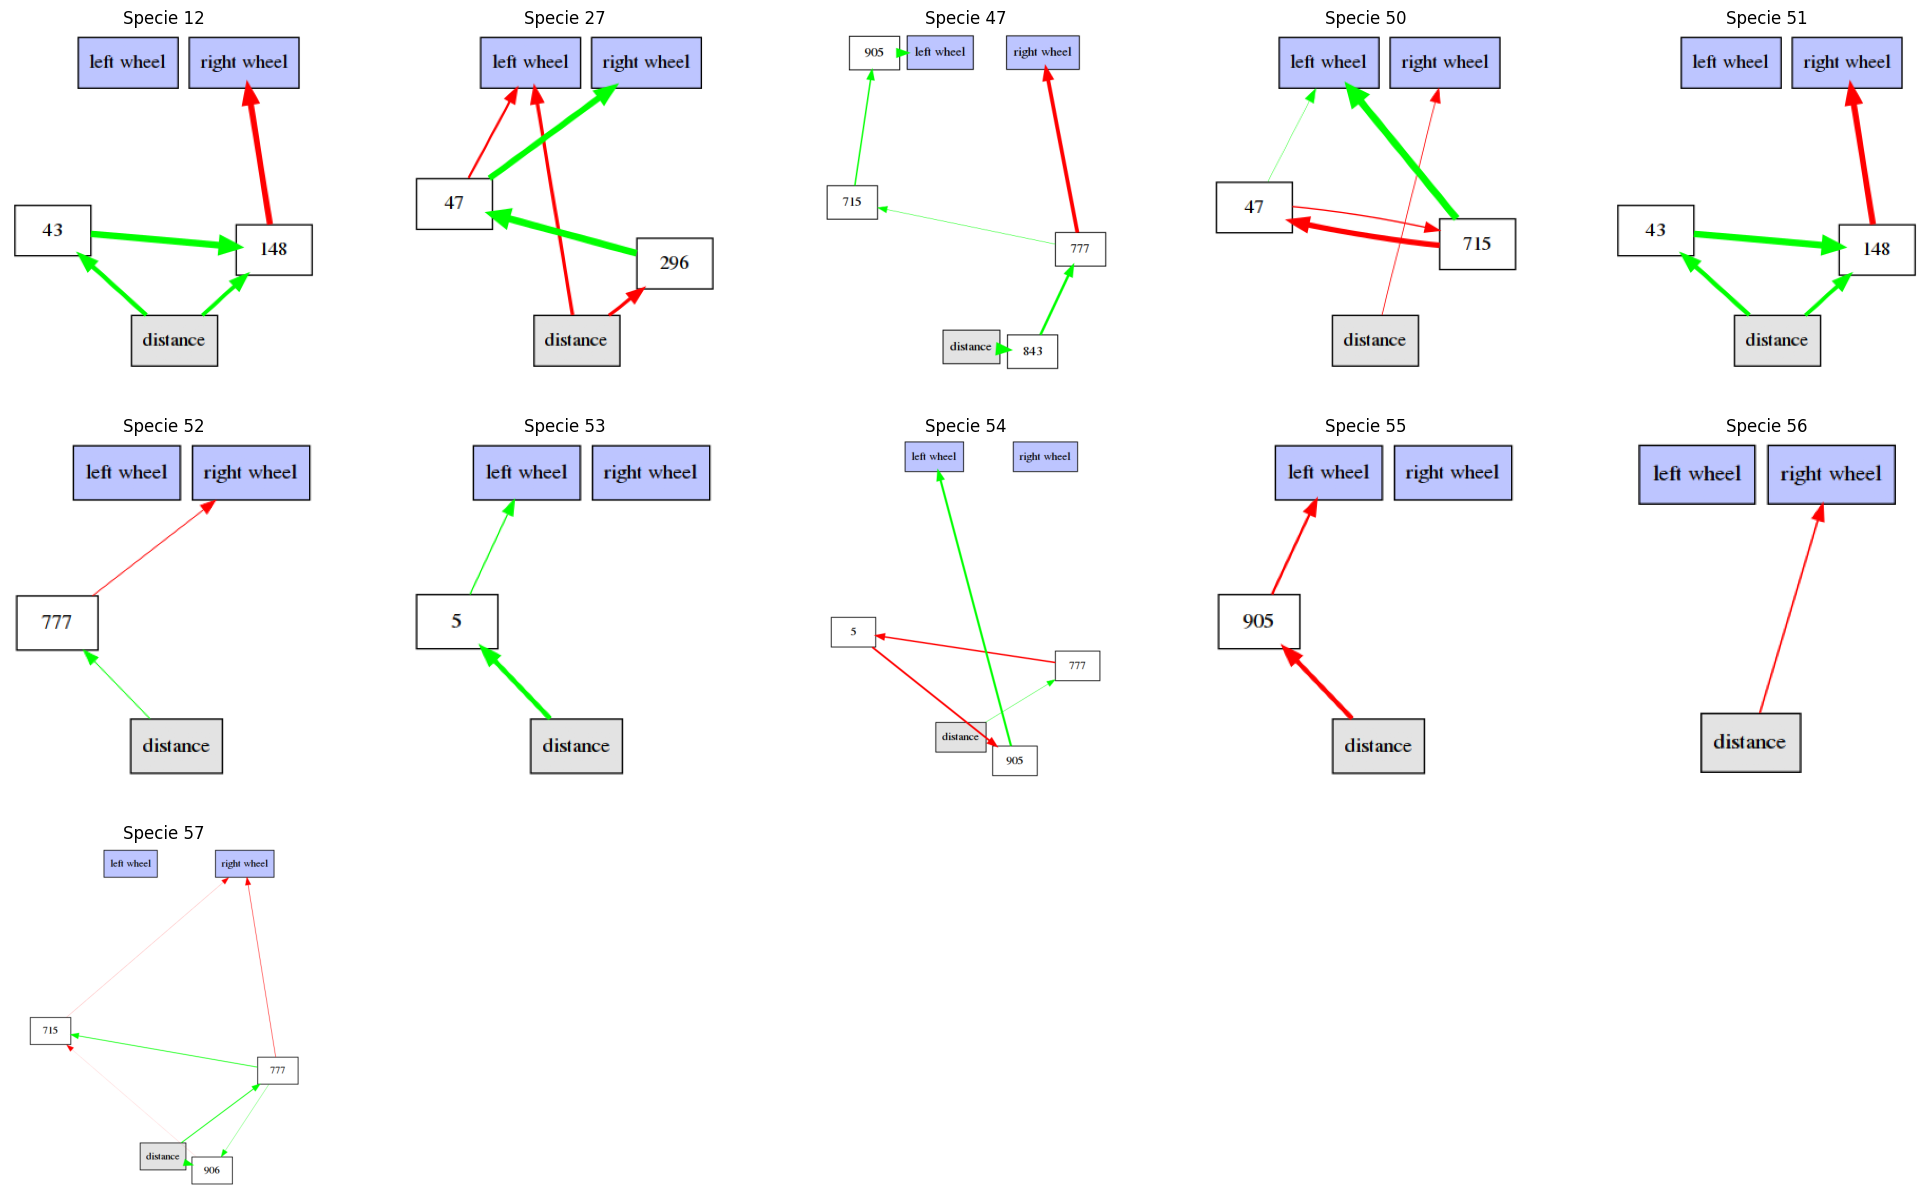 Specie 12
left wheel
right wheel
43
148
distance
Specie 27
left wheel
right wheel
47
296
distance
Specie 47
905
left wheel
right wheel
715
777
distance
843
Specie 50
left wheel
right wheel
47
715
distance
Specie 51
left wheel
right wheel
43
148
distance
Specie 52
left wheel
right wheel
777
distance
Specie 53
left wheel
right wheel
5
distance
Specie 54
left wheel
right wheel
5
777
distance
905
Specie 55
left wheel
right wheel
905
distance
Specie 56
left wheel
right wheel
distance
Specie 57
left wheel
right wheel
715
777
distance
906